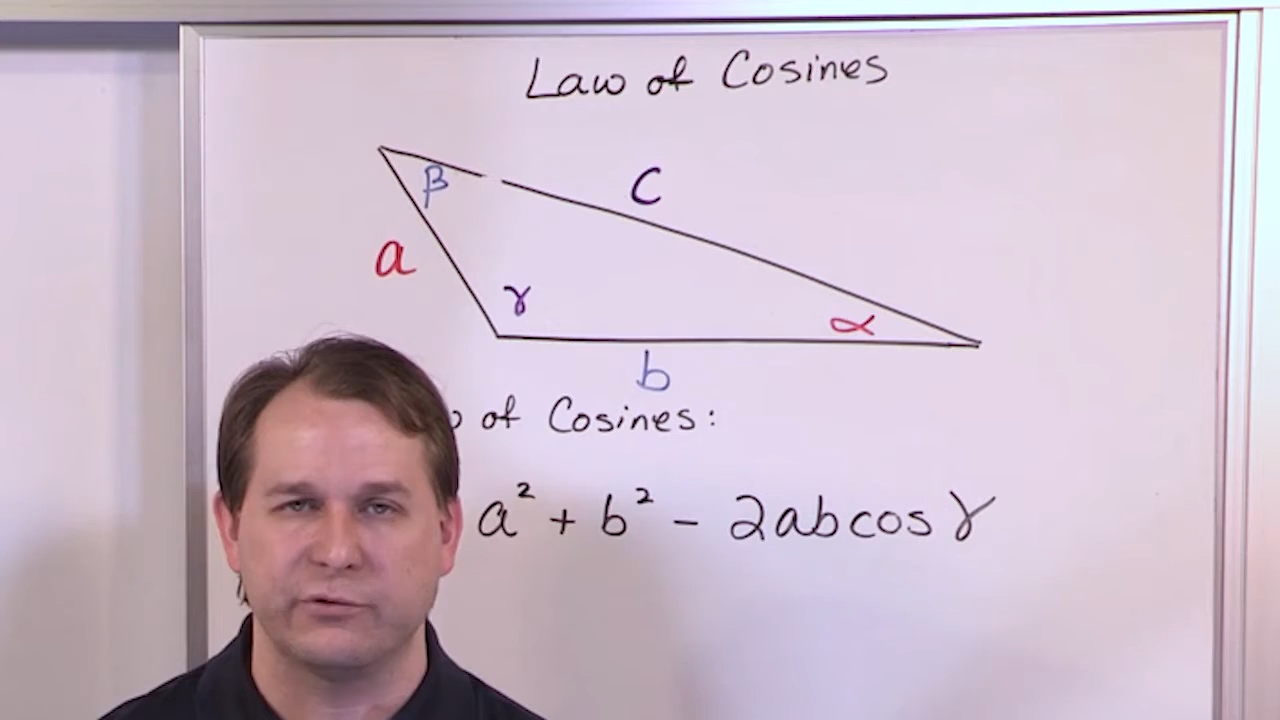 Law of Cosines
β
c
a
γ
α
b
of Cosines:
a² + b² - 2abcos γ